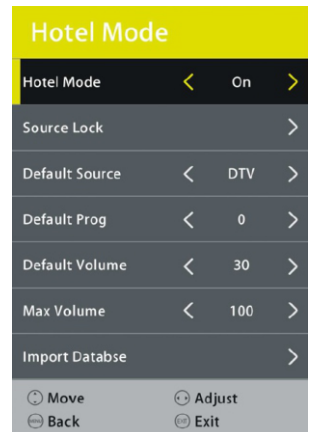 Hotel Mode
Hotel Mode < On >
Source Lock >
Default Source < DTV >
Default Prog < 0 >
Default Volume < 30 >
Max Volume < 100 >
Import Databse >
Move Adjust
Back Exit